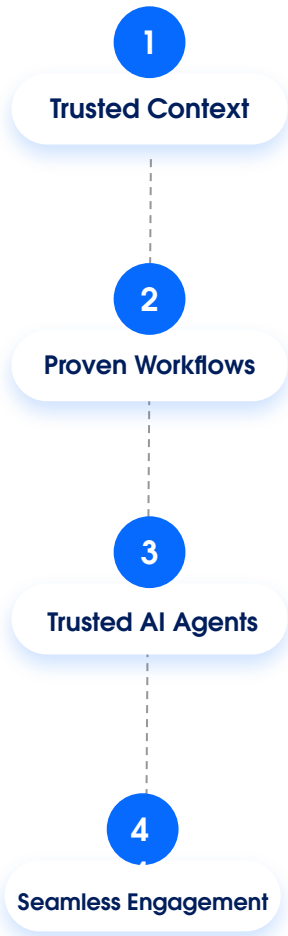 1
Trusted Context
2
Proven Workflows
3
Trusted AI Agents
4
Seamless Engagement